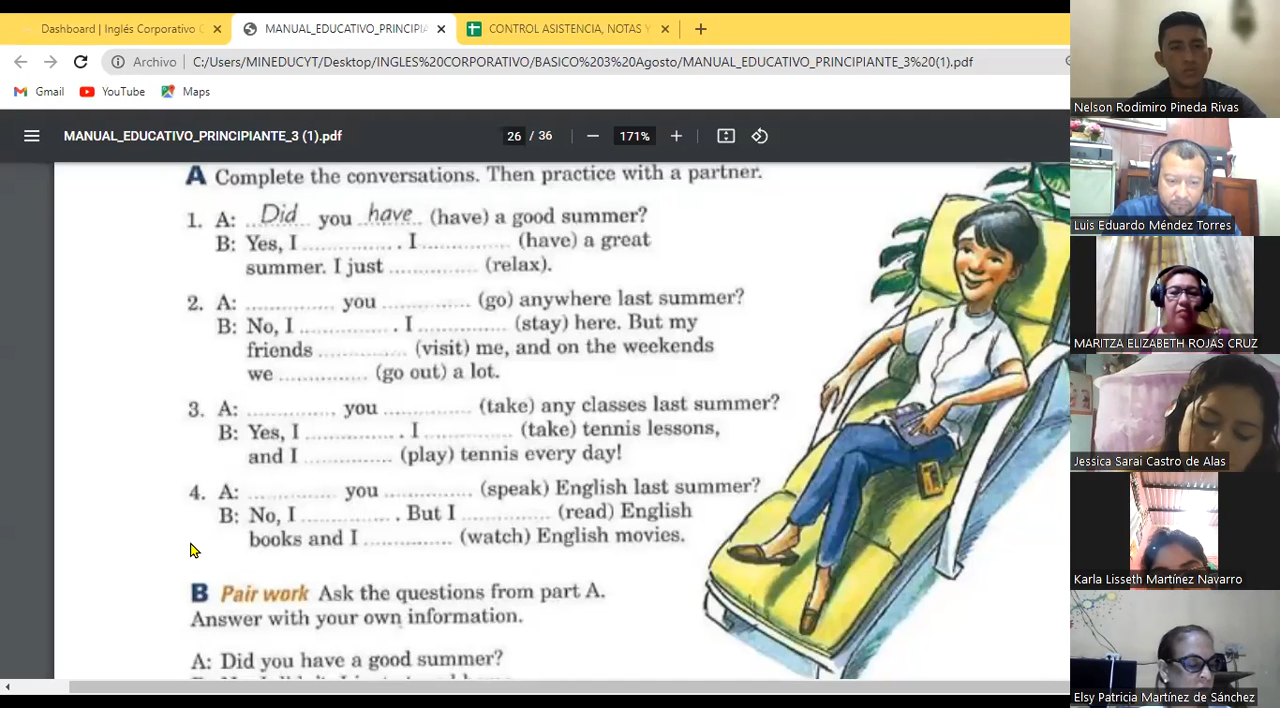 Dashboard | Inglés Corporativo
MANUAL_EDUCATIVO_PRINCIPIA
CONTROL ASISTENCIA, NOTAS Y
Archivo
C:/Users/MINEDUCYT/Desktop/INGLES%20CORPORATIVO/BASICO%203%20Agosto/MANUAL_EDUCATIVO_PRINCIPIANTE_3%20(1).pdf
Gmail
YouTube
Maps
MANUAL_EDUCATIVO_PRINCIPIANTE_3 (1).pdf
26 / 36
171%
A Complete the conversations. Then practice with a partner.
1. A: Did you have (have) a good summer?
B: Yes, I ............. . I ............. (have) a great
summer. I just ............. (relax).
2. A: ............. you ............. (go) anywhere last summer?
B: No, I ............. . I ............. (stay) here. But my
friends ............. (visit) me, and on the weekends
we ............. (go out) a lot.
3. A: ............. you ............. (take) any classes last summer?
B: Yes, I ............. . I ............. (take) tennis lessons,
and I ............. (play) tennis every day!
4. A: ............. you ............. (speak) English last summer?
B: No, I ............. . But I ............. (read) English
books and I ............. (watch) English movies.
B Pair work Ask the questions from part A.
Answer with your own information.
A: Did you have a good summer?
Nelson Rodimiro Pineda Rivas
Luis Eduardo Méndez Torres
MARITZA ELIZABETH ROJAS CRUZ
Jessica Sarai Castro de Alas
Karla Lisseth Martínez Navarro
Elsy Patricia Martínez de Sánchez